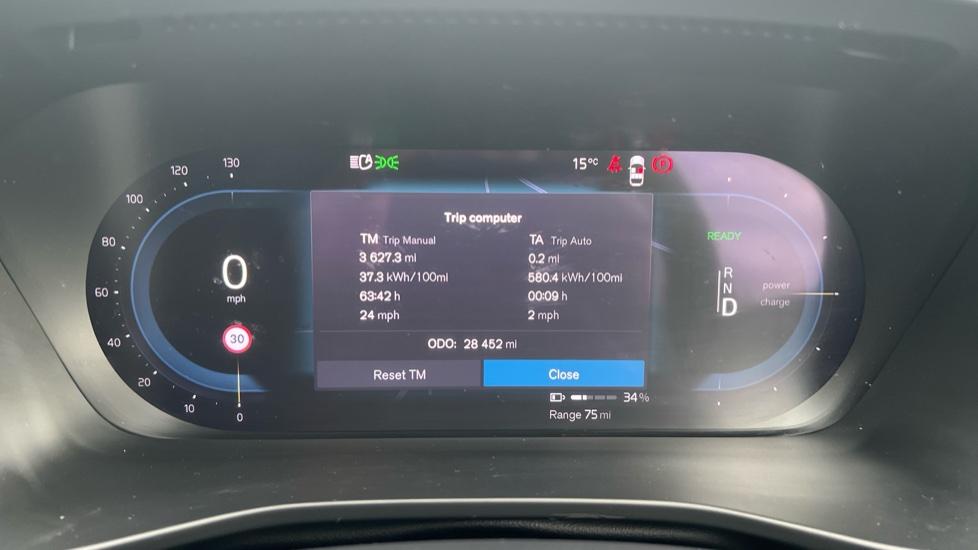 15°C
130
120
100
80
60
40
20
10
0
0
mph
30
Trip computer
TM Trip Manual
3 627.3 mi
37.3 kWh/100mi
63:42 h
24 mph
TA Trip Auto
0.2 mi
580.4 kWh/100mi
00:09 h
2 mph
ODO: 28 452 mi
Reset TM
Close
34%
Range 75 mi
READY
R
N
D
power
charge
P